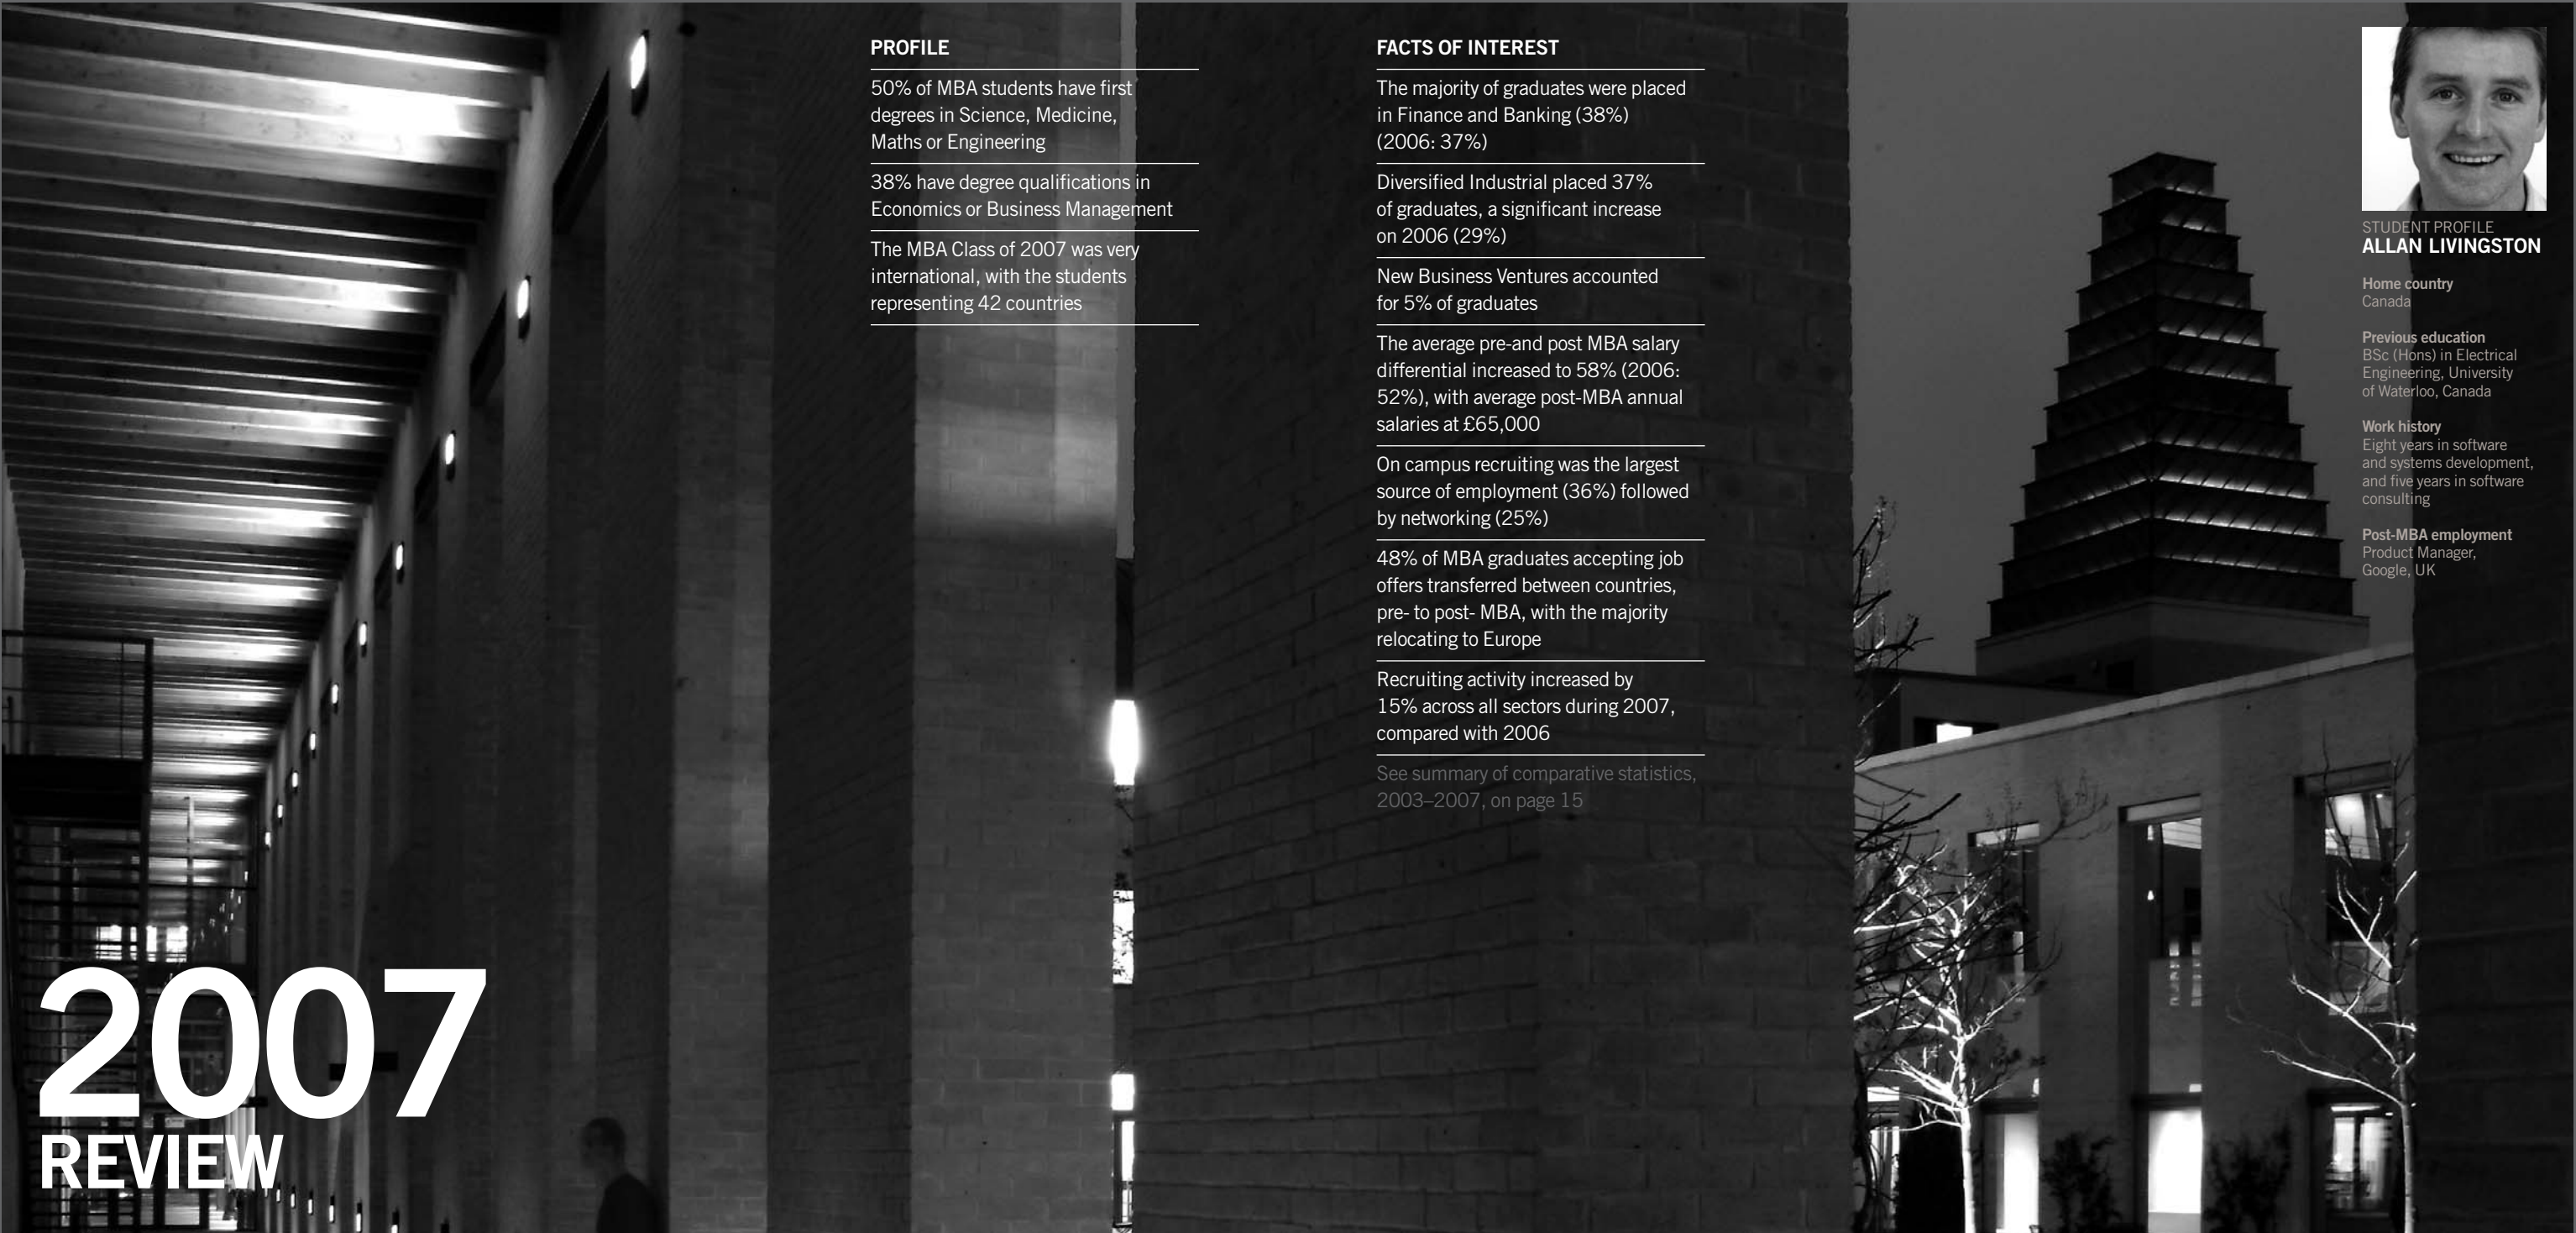 PROFILE
50% of MBA students have first
degrees in Science, Medicine,
Maths or Engineering
38% have degree qualifications in
Economics or Business Management
The MBA Class of 2007 was very
international, with the students
representing 42 countries
FACTS OF INTEREST
The majority of graduates were placed
in Finance and Banking (38%)
(2006: 37%)
Diversified Industrial placed 37%
of graduates, a significant increase
on 2006 (29%)
New Business Ventures accounted
for 5% of graduates
The average pre-and post MBA salary
differential increased to 58% (2006:
52%), with average post-MBA annual
salaries at £65,000
On campus recruiting was the largest
source of employment (36%) followed
by networking (25%)
48% of MBA graduates accepting job
offers transferred between countries,
pre- to post- MBA, with the majority
relocating to Europe
Recruiting activity increased by
15% across all sectors during 2007,
compared with 2006
See summary of comparative statistics,
2003–2007, on page 15
STUDENT PROFILE
ALLAN LIVINGSTON
Home country
Canada
Previous education
BSc (Hons) in Electrical
Engineering, University
of Waterloo, Canada
Work history
Eight years in software
and systems development,
and five years in software
consulting
Post-MBA employment
Product Manager,
Google, UK
2007
REVIEW